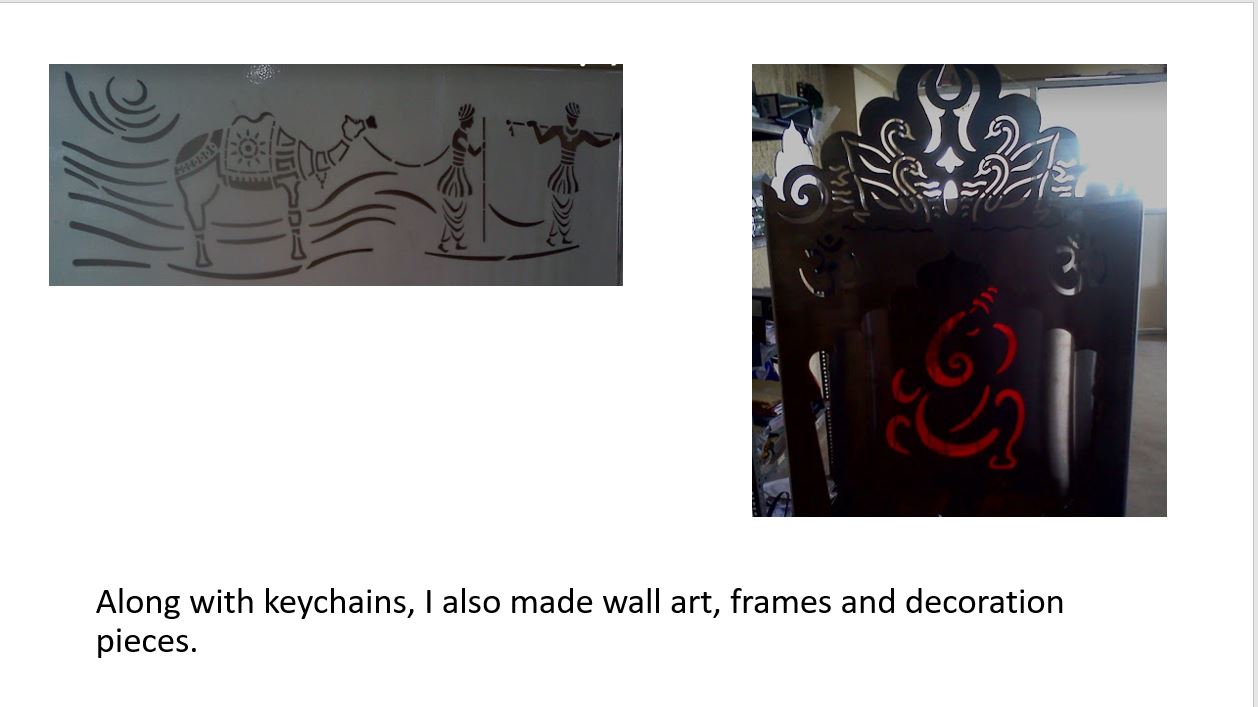 ॐ ॐ
Along with keychains, I also made wall art, frames and decoration
pieces.